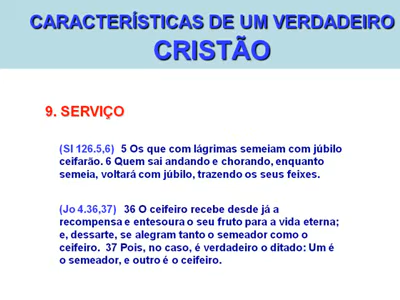 CARACTERÍSTICAS DE UM VERDADEIRO
CRISTÃO
9. SERVIÇO
(Sl 126.5,6) 5 Os que com lágrimas semeiam com júbilo
ceifarão. 6 Quem sai andando e chorando, enquanto
semeia, voltará com júbilo, trazendo os seus feixes.
(Jo 4.36,37) 36 O ceifeiro recebe desde já a
recompensa e entesoura o seu fruto para a vida eterna;
e, dessarte, se alegram tanto o semeador como o
ceifeiro. 37 Pois, no caso, é verdadeiro o ditado: Um é
o semeador, e outro é o ceifeiro.